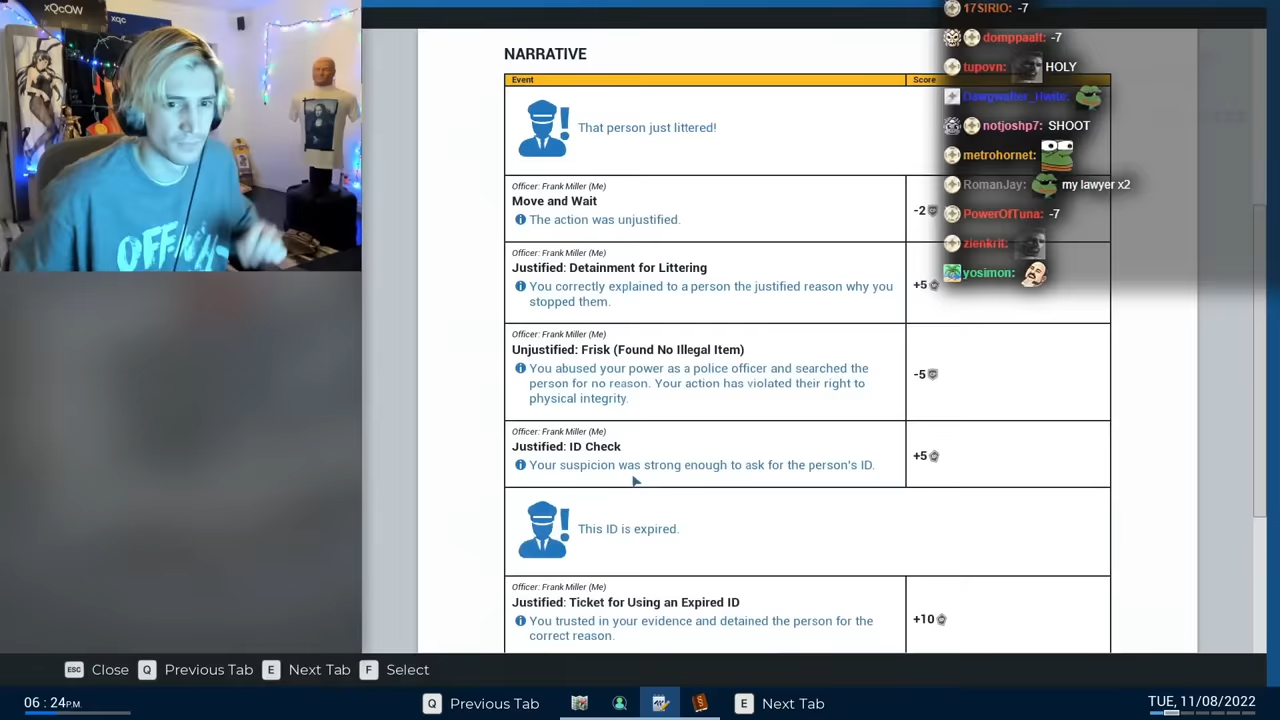 xQcOW
xqc
OFF
17SIRIO: -7
domppaalt: -7
tupovn: HOLY
notjoshp7: SHOOT
metrohornet:
RomanJay: my lawyer x2
PowerOfTuna: -7
zienkrit:
yosimon:
NARRATIVE
Event
Score
That person just littered!
Officer: Frank Miller (Me)
Move and Wait
The action was unjustified.
-2
Officer: Frank Miller (Me)
Justified: Detainment for Littering
You correctly explained to a person the justified reason why you
stopped them.
+5
Officer: Frank Miller (Me)
Unjustified: Frisk (Found No Illegal Item)
You abused your power as a police officer and searched the
person for no reason. Your action has violated their right to
physical integrity.
-5
Officer: Frank Miller (Me)
Justified: ID Check
Your suspicion was strong enough to ask for the person's ID.
+5
This ID is expired.
Officer: Frank Miller (Me)
Justified: Ticket for Using an Expired ID
You trusted in your evidence and detained the person for the
correct reason.
+10
ESC Close Q Previous Tab E Next Tab F Select
06 : 24 P.M.
Q Previous Tab
E Next Tab
TUE, 11/08/2022